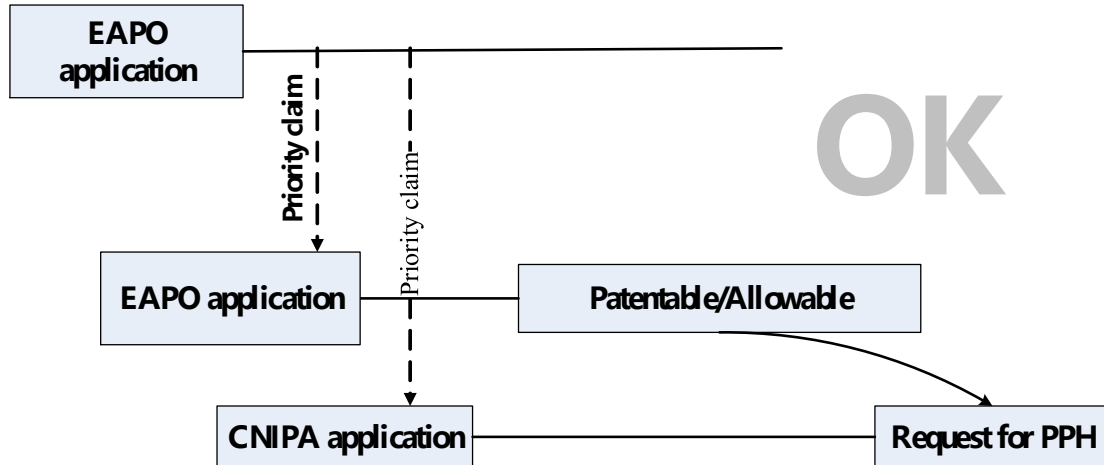 EAPO
application
OK
Priority claim
Priority claim
EAPO application
Patentable/Allowable
CNIPA application
Request for PPH